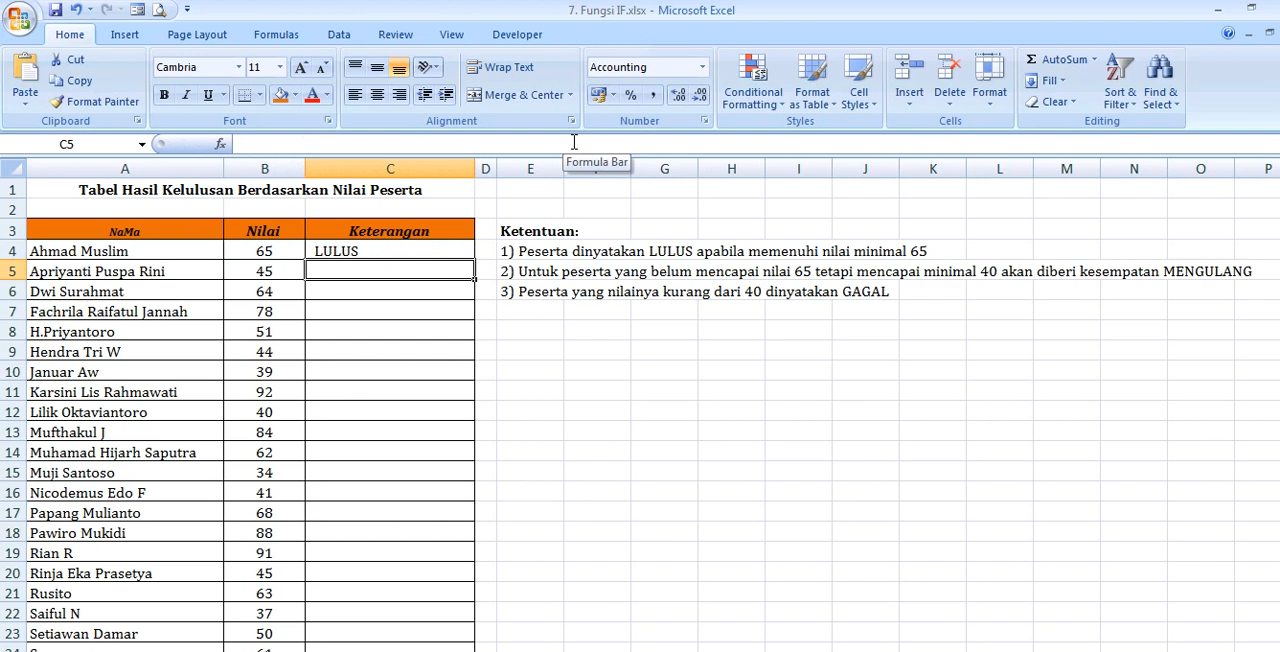 7. Fungsi IF.xlsx - Microsoft Excel
Home Insert Page Layout Formulas Data Review View Developer
Paste
Cut
Copy
Format Painter
Clipboard
Cambria 11 A A
B I U A
Font
Wrap Text
Merge & Center
Alignment
Accounting
% , .0 .00 .00 .0
Number
Conditional Formatting
Format as Table
Cell Styles
Styles
Insert Delete Format
Cells
Σ AutoSum
Fill
Clear
Sort & Filter
Find & Select
Editing
C5 fx
Formula Bar
A B C D E G H I J K L M N O P
1 Tabel Hasil Kelulusan Berdasarkan Nilai Peserta
2
3 NaMa Nilai Keterangan Ketentuan:
4 Ahmad Muslim 65 LULUS 1) Peserta dinyatakan LULUS apabila memenuhi nilai minimal 65
5 Apriyanti Puspa Rini 45 2) Untuk peserta yang belum mencapai nilai 65 tetapi mencapai minimal 40 akan diberi kesempatan MENGULANG
6 Dwi Surahmat 64 3) Peserta yang nilainya kurang dari 40 dinyatakan GAGAL
7 Fachrila Raifatul Jannah 78
8 H.Priyantoro 51
9 Hendra Tri W 44
10 Januar Aw 39
11 Karsini Lis Rahmawati 92
12 Lilik Oktaviantoro 40
13 Mufthakul J 84
14 Muhamad Hijarh Saputra 62
15 Muji Santoso 34
16 Nicodemus Edo F 41
17 Papang Mulianto 68
18 Pawiro Mukidi 88
19 Rian R 91
20 Rinja Eka Prasetya 45
21 Rusito 63
22 Saiful N 37
23 Setiawan Damar 50